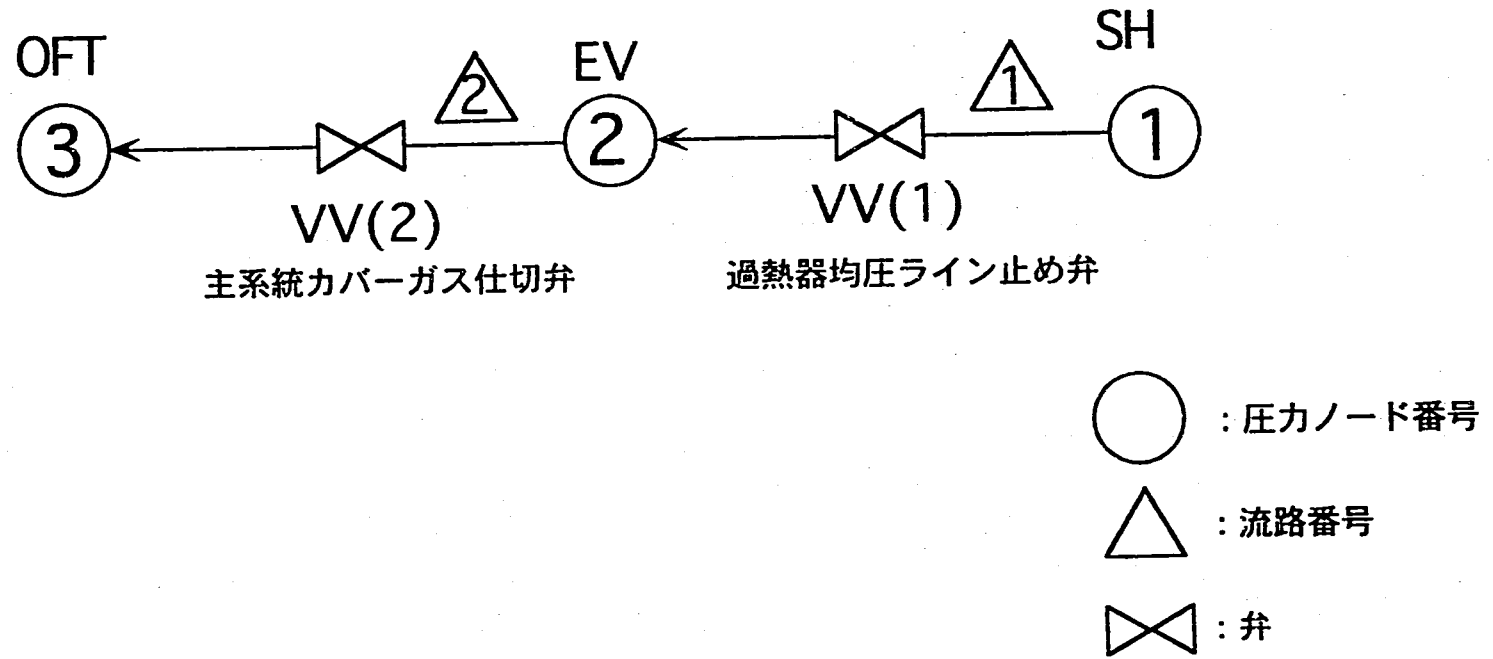 OFT
EV
SH
3
2
2
1
1
VV(2)
VV(1)
主系統カバーガス仕切弁
過熱器均圧ライン止め弁
：圧力ノード番号
：流路番号
：弁